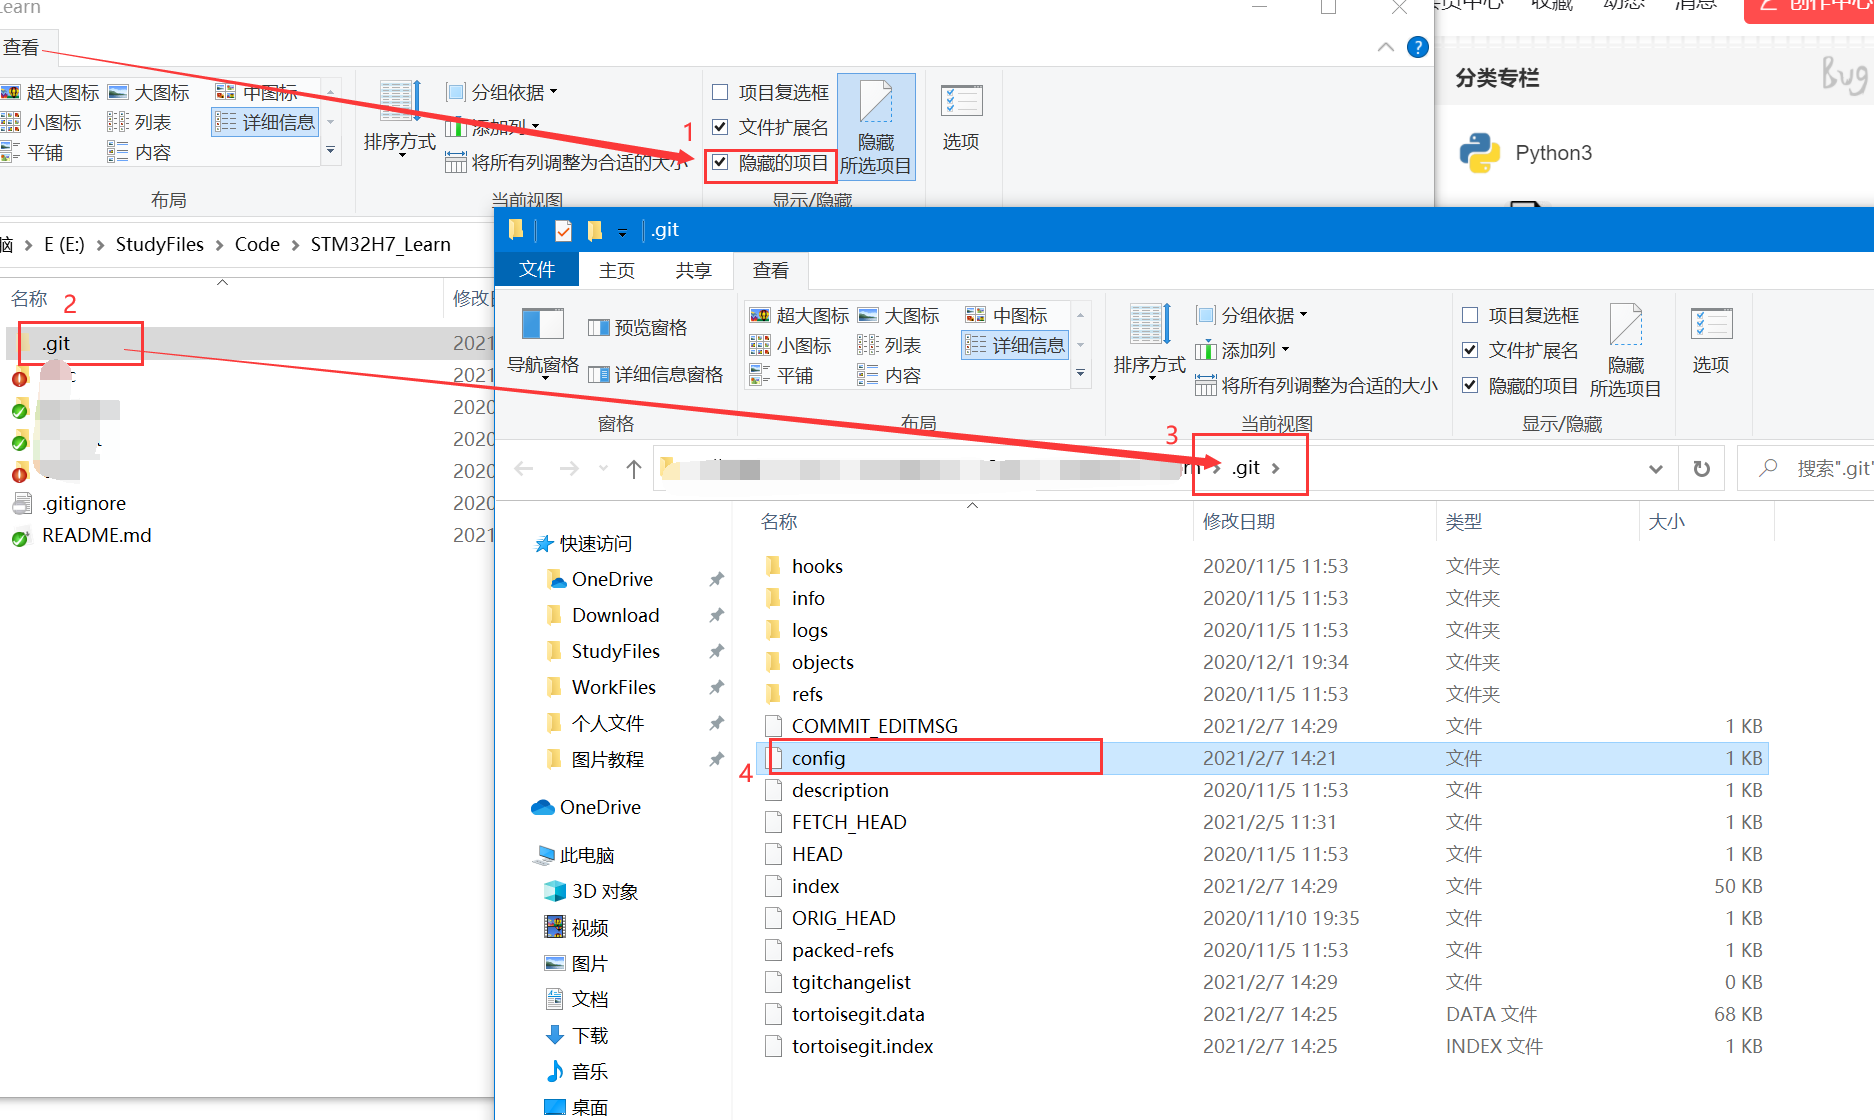 Learn
收藏 动态 消息
查看
超大图标 大图标 中图标
小图标 列表 详细信息
平铺 内容
布局
排序方式
分组依据
添加列
将所有列调整为合适的大小
当前视图
1
项目复选框
文件扩展名
隐藏的项目
隐藏
所选项目
显示/隐藏
选项
?
分类专栏
Bug
Python3
脑 > E (E:) > StudyFiles > Code > STM32H7_Learn
名称 2
.git 2021
2021
2020
2020
2020
.gitignore 2020
README.md 2021
.git
文件 主页 共享 查看
导航窗格
预览窗格
详细信息窗格
窗格
超大图标 大图标 中图标
小图标 列表 详细信息
平铺 内容
布局
排序方式
分组依据
添加列
将所有列调整为合适的大小
当前视图
项目复选框
文件扩展名
隐藏的项目
隐藏
所选项目
显示/隐藏
选项
3
> .git >
搜索".git"
快速访问
OneDrive
Download
StudyFiles
WorkFiles
个人文件
图片教程
OneDrive
此电脑
3D 对象
视频
图片
文档
下载
音乐
桌面
名称 修改日期 类型 大小
hooks 2020/11/5 11:53 文件夹
info 2020/11/5 11:53 文件夹
logs 2020/11/5 11:53 文件夹
objects 2020/12/1 19:34 文件夹
refs 2020/11/5 11:53 文件夹
COMMIT_EDITMSG 2021/2/7 14:29 文件 1 KB
4 config 2021/2/7 14:21 文件 1 KB
description 2020/11/5 11:53 文件 1 KB
FETCH_HEAD 2021/2/5 11:31 文件 1 KB
HEAD 2020/11/5 11:53 文件 1 KB
index 2021/2/7 14:29 文件 50 KB
ORIG_HEAD 2020/11/10 19:35 文件 1 KB
packed-refs 2020/11/5 11:53 文件 1 KB
tgitchangelist 2021/2/7 14:29 文件 0 KB
tortoisegit.data 2021/2/7 14:25 DATA 文件 68 KB
tortoisegit.index 2021/2/7 14:25 INDEX 文件 1 KB